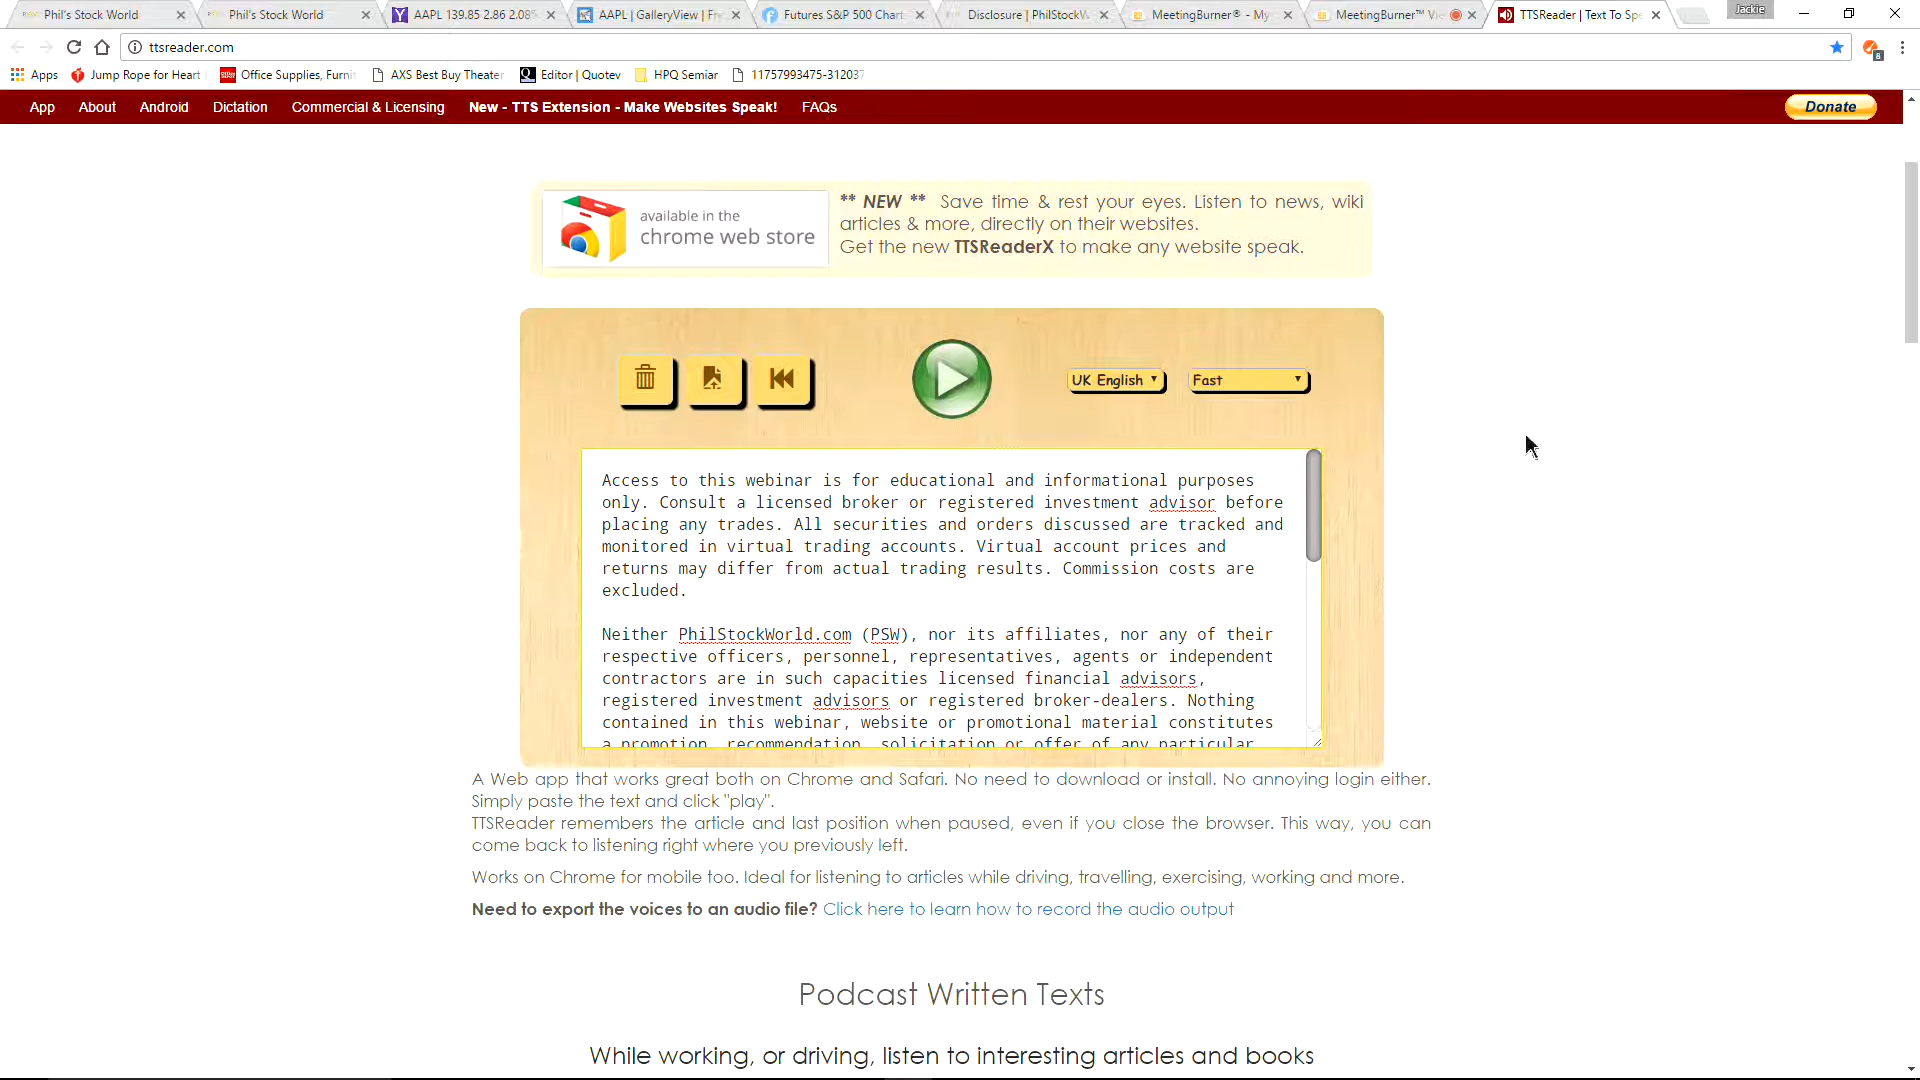 Phil's Stock World
Phil's Stock World
AAPL 139.85 2.86 2.08%
AAPL | GalleryView | Fr
Futures S&P 500 Chart
Disclosure | PhilStockW
MeetingBurner® - My
MeetingBurner™ Vi
TTSReader | Text To Spe
Jackie
ttsreader.com
8
Apps
Jump Rope for Heart
Office Supplies, Furni
AXS Best Buy Theater
Editor | Quotev
HPQ Semiar
11757993475-312037
App
About
Android
Dictation
Commercial & Licensing
New - TTS Extension - Make Websites Speak!
FAQs
Donate
available in the
chrome web store
** NEW ** Save time & rest your eyes. Listen to news, wiki
articles & more, directly on their websites.
Get the new TTSReaderX to make any website speak.
UK English
Fast
Access to this webinar is for educational and informational purposes
only. Consult a licensed broker or registered investment advisor before
placing any trades. All securities and orders discussed are tracked and
monitored in virtual trading accounts. Virtual account prices and
returns may differ from actual trading results. Commission costs are
excluded.
Neither PhilStockWorld.com (PSW), nor its affiliates, nor any of their
respective officers, personnel, representatives, agents or independent
contractors are in such capacities licensed financial advisors,
registered investment advisors or registered broker-dealers. Nothing
contained in this webinar, website or promotional material constitutes
a promotion, recommendation, solicitation or offer of any particular
A Web app that works great both on Chrome and Safari. No need to download or install. No annoying login either.
Simply paste the text and click "play".
TTSReader remembers the article and last position when paused, even if you close the browser. This way, you can
come back to listening right where you previously left.
Works on Chrome for mobile too. Ideal for listening to articles while driving, travelling, exercising, working and more.
Need to export the voices to an audio file? Click here to learn how to record the audio output
Podcast Written Texts
While working, or driving, listen to interesting articles and books